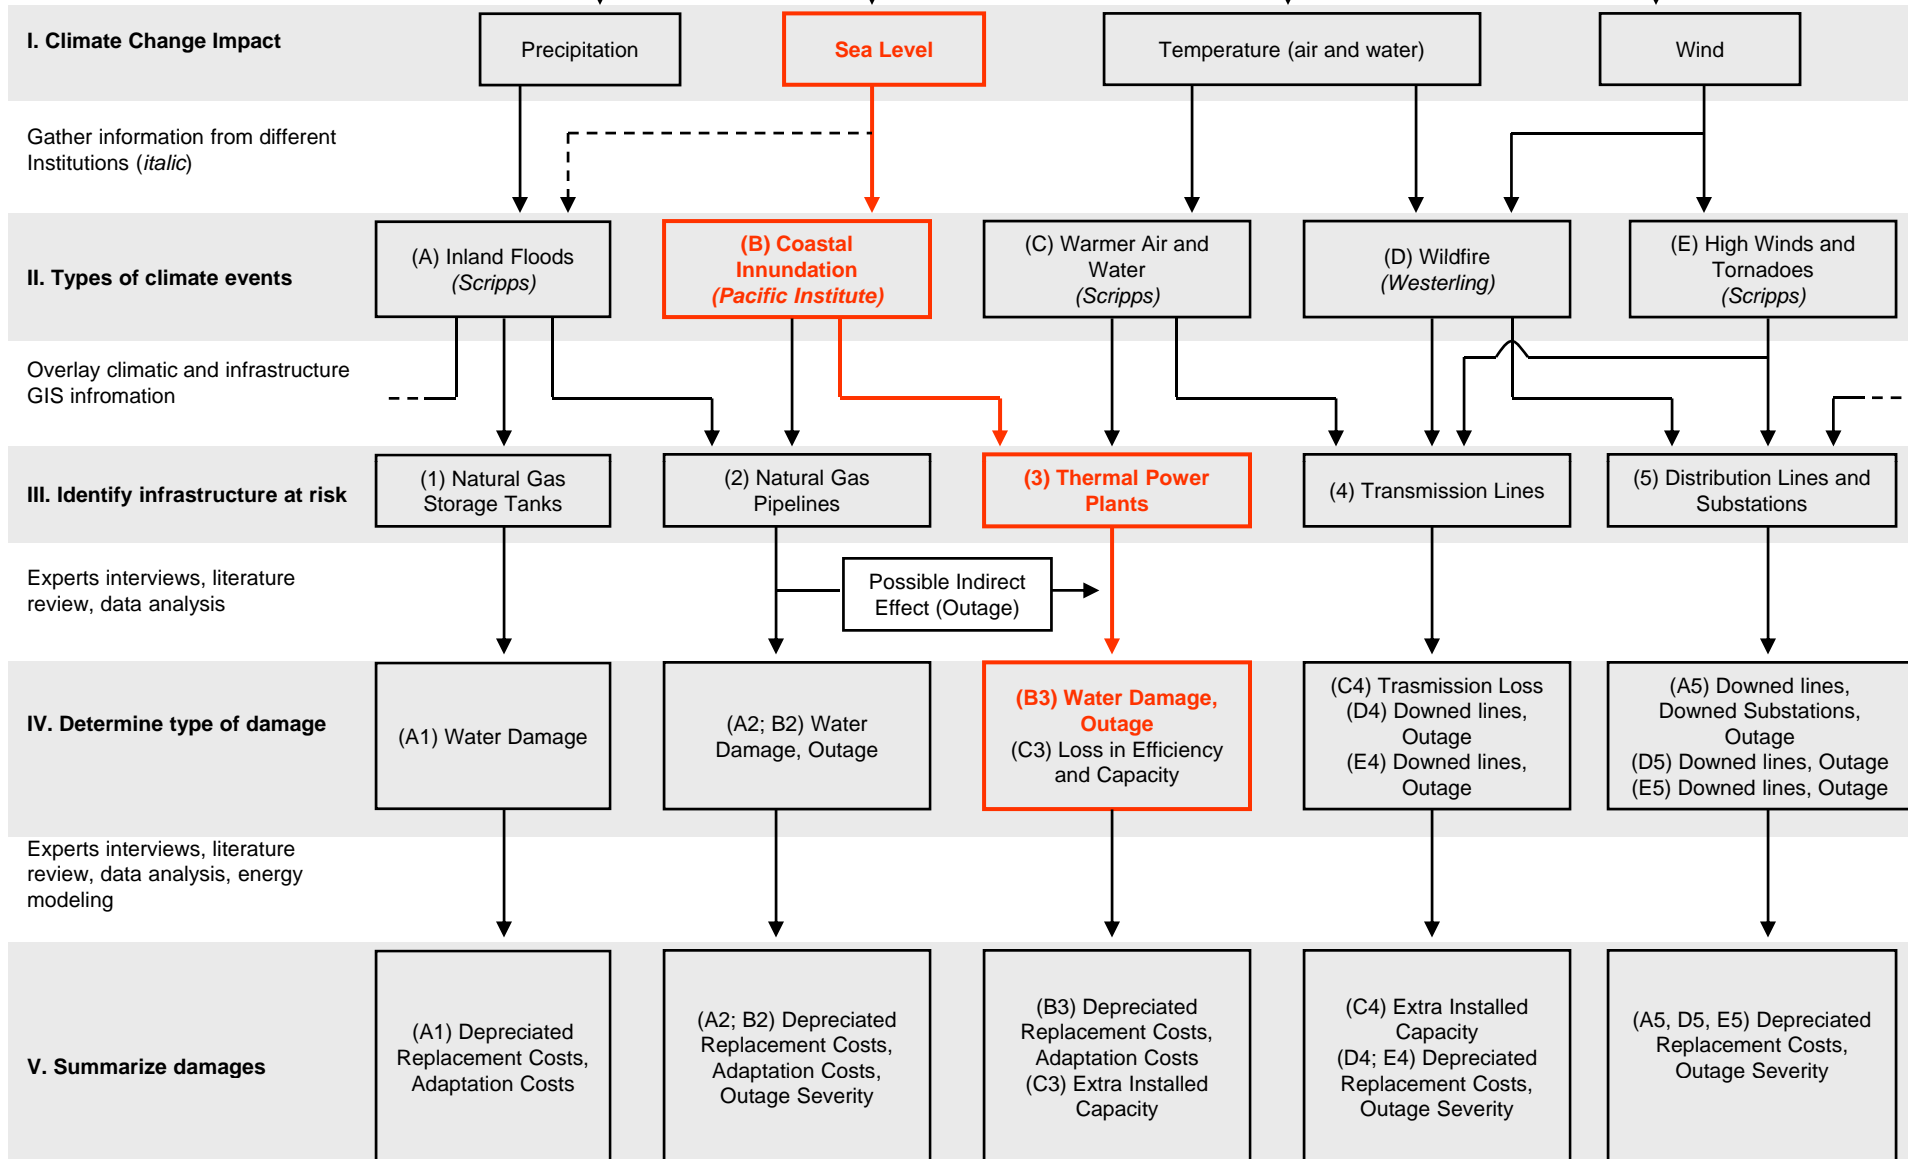 I. Climate Change Impact
Precipitation
Sea Level
Temperature (air and water)
Wind
Gather information from different
Institutions (italic)
II. Types of climate events
(A) Inland Floods
(Scripps)
(B) Coastal
Innundation
(Pacific Institute)
(C) Warmer Air and
Water
(Scripps)
(D) Wildfire
(Westerling)
(E) High Winds and
Tornadoes
(Scripps)
Overlay climatic and infrastructure
GIS infromation
III. Identify infrastructure at risk
(1) Natural Gas
Storage Tanks
(2) Natural Gas
Pipelines
(3) Thermal Power
Plants
(4) Transmission Lines
(5) Distribution Lines and
Substations
Experts interviews, literature
review, data analysis
Possible Indirect
Effect (Outage)
IV. Determine type of damage
(A1) Water Damage
(A2; B2) Water
Damage, Outage
(B3) Water Damage,
Outage
(C3) Loss in Efficiency
and Capacity
(C4) Trasmission Loss
(D4) Downed lines,
Outage
(E4) Downed lines,
Outage
(A5) Downed lines,
Downed Substations,
Outage
(D5) Downed lines, Outage
(E5) Downed lines, Outage
Experts interviews, literature
review, data analysis, energy
modeling
V. Summarize damages
(A1) Depreciated
Replacement Costs,
Adaptation Costs
(A2; B2) Depreciated
Replacement Costs,
Adaptation Costs,
Outage Severity
(B3) Depreciated
Replacement Costs,
Adaptation Costs
(C3) Extra Installed
Capacity
(C4) Extra Installed
Capacity
(D4; E4) Depreciated
Replacement Costs,
Outage Severity
(A5, D5, E5) Depreciated
Replacement Costs,
Outage Severity